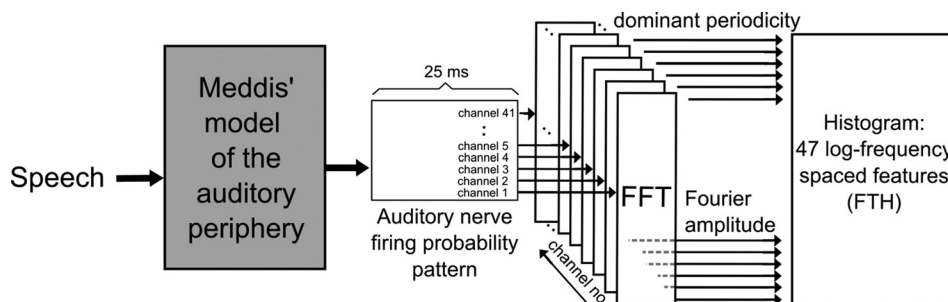 Speech
Meddis'
model
of the
auditory
periphery
25 ms
channel 41
channel 5
channel 4
channel 3
channel 2
channel 1
Auditory nerve
firing probability
pattern
channel no
FFT
dominant periodicity
Fourier
amplitude
Histogram:
47 log-frequency
spaced features
(FTH)